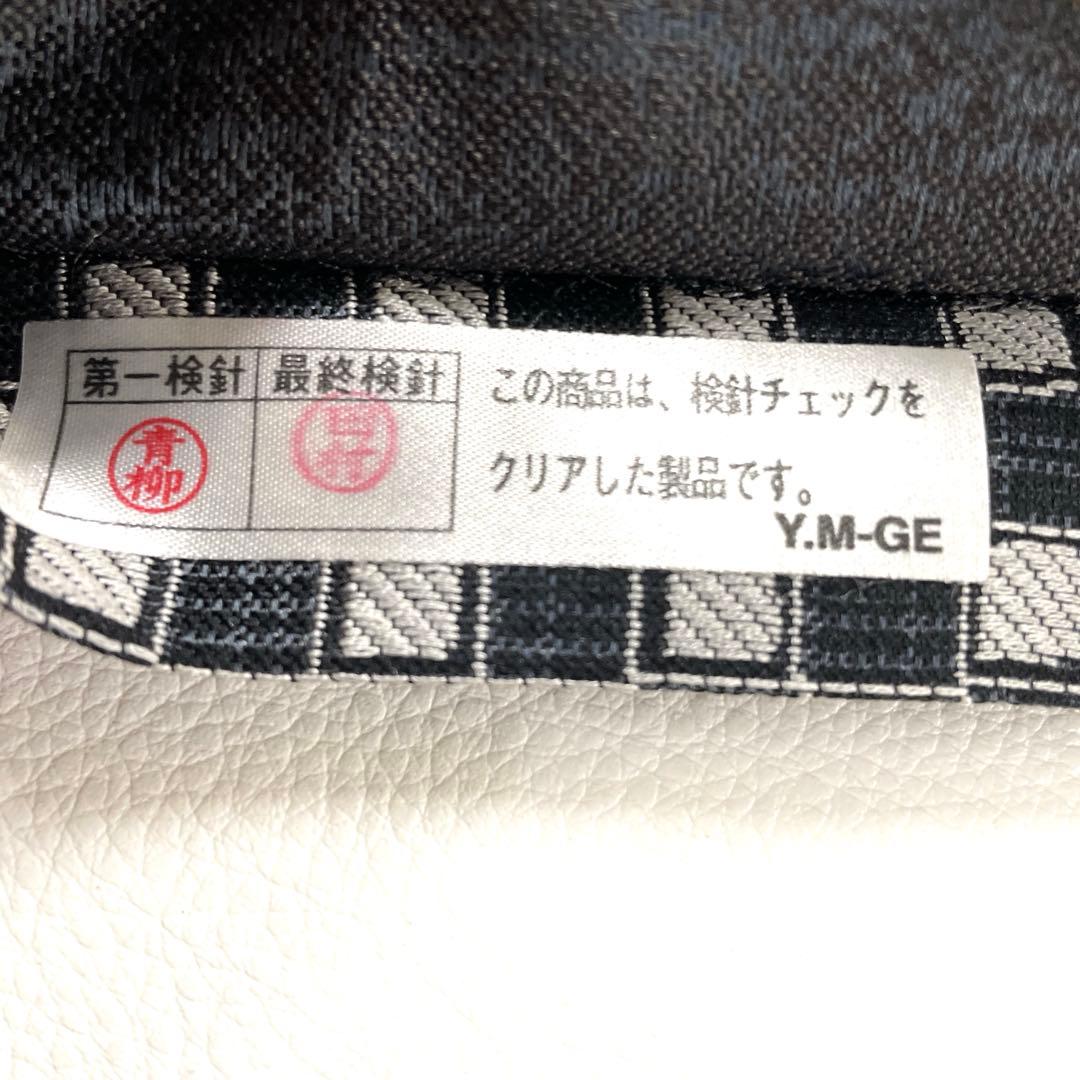 第一検針 最終検針
青柳
この商品は、検針チェックを
クリアした製品です。
Y.M-GE